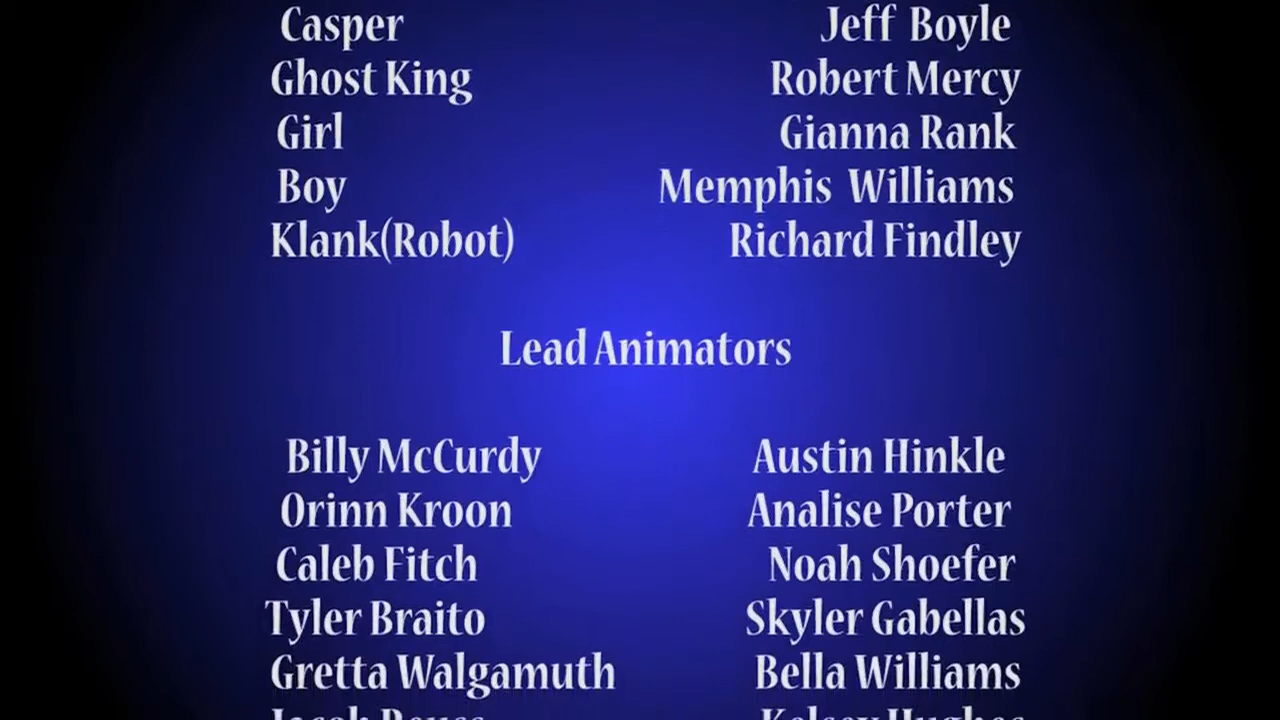 Casper Jeff Boyle
Ghost King Robert Mercy
Girl Gianna Rank
Boy Memphis Williams
Klank(Robot) Richard Findley
Lead Animators
Billy McCurdy Austin Hinkle
Orinn Kroon Analise Porter
Caleb Fitch Noah Shoefer
Tyler Braito Skyler Gabellas
Gretta Walgamuth Bella Williams
Kelsey Hughes